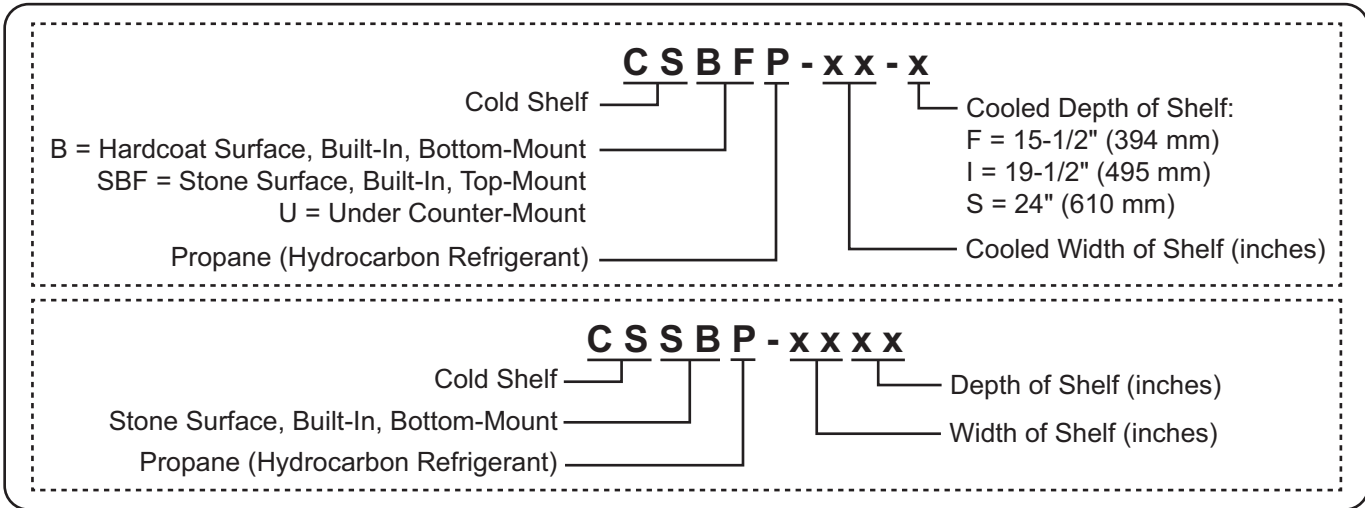 C S B F P - x x - x
Cold Shelf
B = Hardcoat Surface, Built-In, Bottom-Mount
SBF = Stone Surface, Built-In, Top-Mount
U = Under Counter-Mount
Propane (Hydrocarbon Refrigerant)
Cooled Depth of Shelf:
F = 15-1/2" (394 mm)
I = 19-1/2" (495 mm)
S = 24" (610 mm)
Cooled Width of Shelf (inches)
C S S B P - x x x x
Cold Shelf
Stone Surface, Built-In, Bottom-Mount
Propane (Hydrocarbon Refrigerant)
Depth of Shelf (inches)
Width of Shelf (inches)